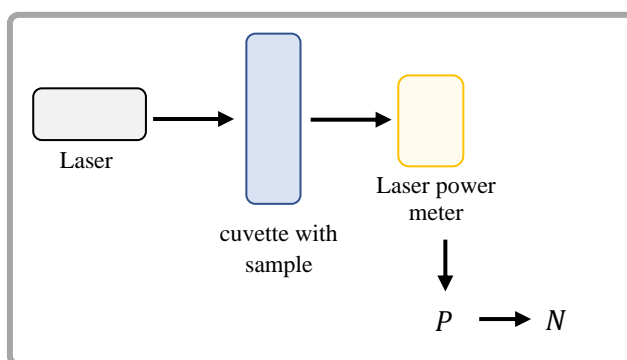 Laser
cuvette with
sample
Laser power
meter
P
N